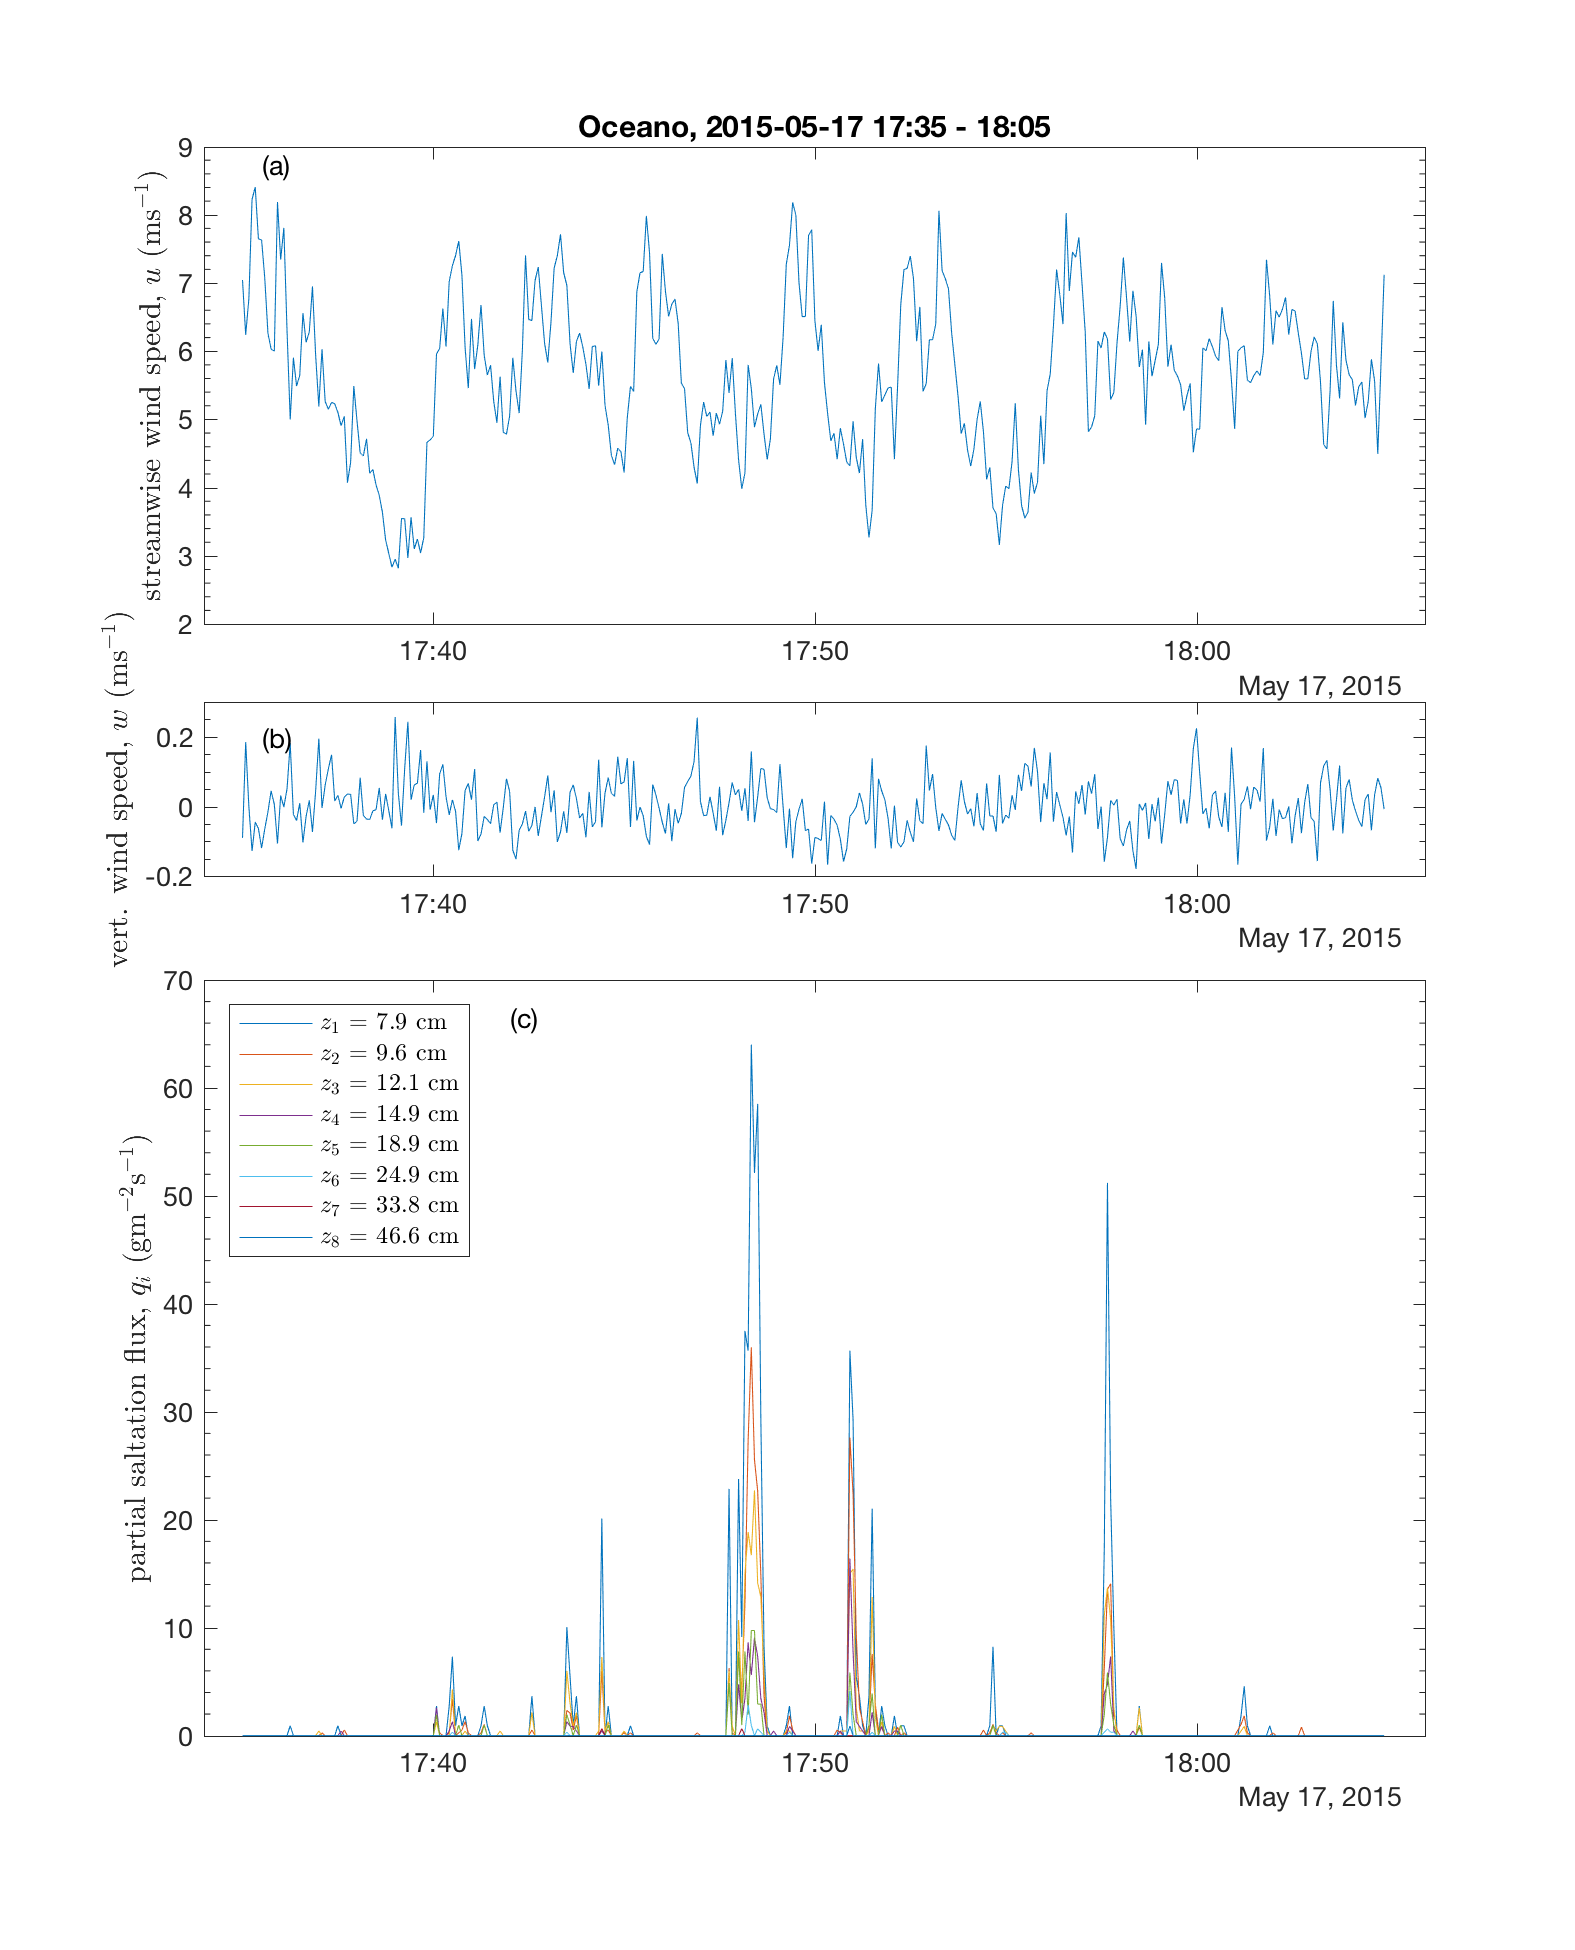 Oceano, 2015-05-17 17:35 - 18:05
(a)
streamwise wind speed, u (ms⁻¹)
9
8
7
6
5
4
3
2
17:40 17:50 18:00
May 17, 2015
(b)
vert. wind speed, w (ms⁻¹)
0.2
0
-0.2
17:40 17:50 18:00
May 17, 2015
(c)
partial saltation flux, qᵢ (gm⁻²s⁻¹)
70
60
50
40
30
20
10
0
z₁ = 7.9 cm
z₂ = 9.6 cm
z₃ = 12.1 cm
z₄ = 14.9 cm
z₅ = 18.9 cm
z₆ = 24.9 cm
z₇ = 33.8 cm
z₈ = 46.6 cm
17:40 17:50 18:00
May 17, 2015